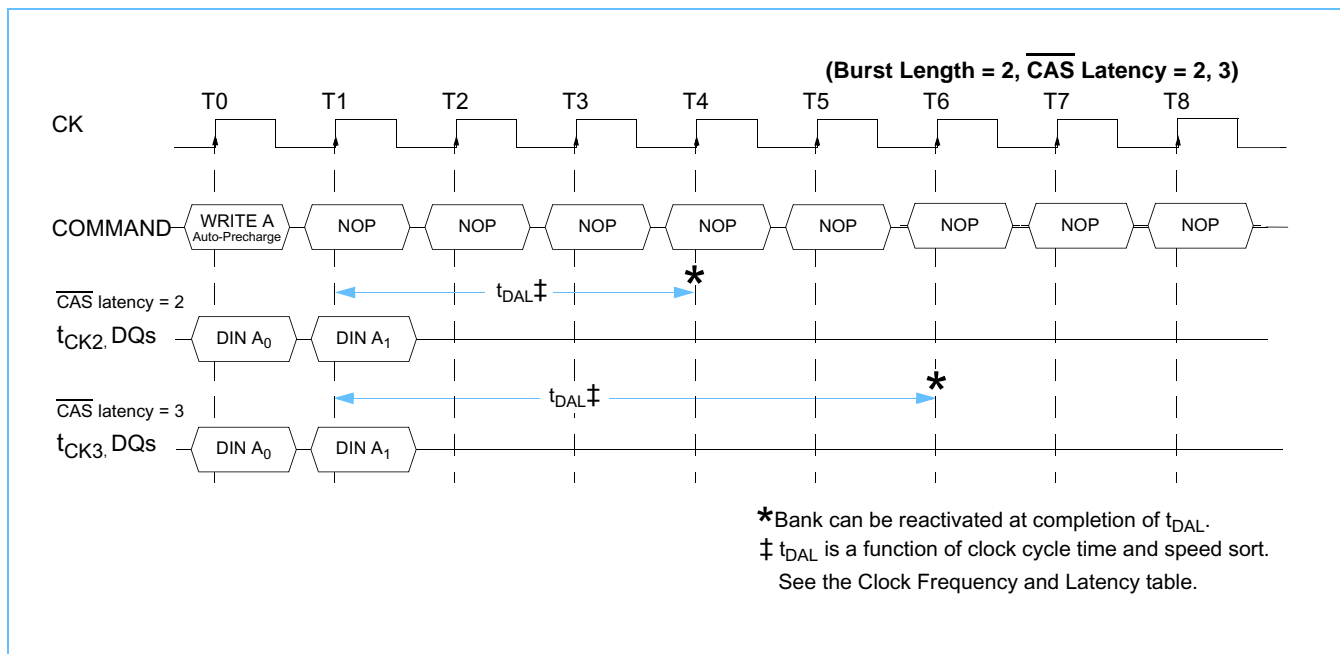 (Burst Length = 2, CAS Latency = 2, 3)
T0 T1 T2 T3 T4 T5 T6 T7 T8
CK
COMMAND WRITE A Auto-Precharge NOP NOP NOP NOP NOP NOP NOP NOP
*
tDAL‡
CAS latency = 2
tCK2, DQs DIN A0 DIN A1
*
tDAL‡
CAS latency = 3
tCK3, DQs DIN A0 DIN A1
*Bank can be reactivated at completion of tDAL.
‡ tDAL is a function of clock cycle time and speed sort.
See the Clock Frequency and Latency table.